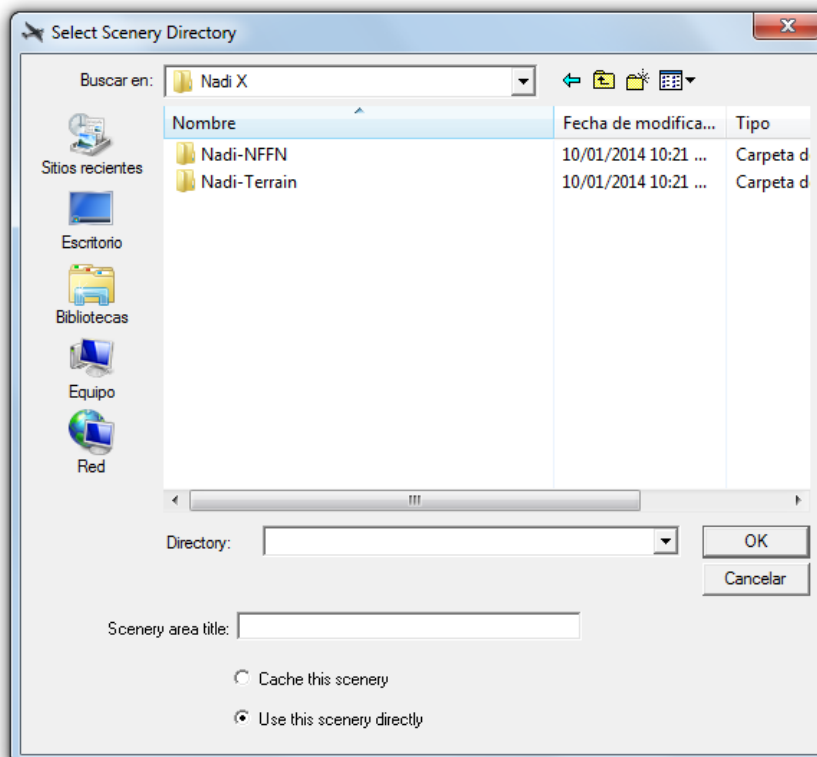 Select Scenery Directory
Buscar en: Nadi X
Nombre Fecha de modifica... Tipo
Nadi-NFFN 10/01/2014 10:21 ... Carpeta d
Nadi-Terrain 10/01/2014 10:21 ... Carpeta d
Sitios recientes
Escritorio
Bibliotecas
Equipo
Red
Directory: OK
Cancelar
Scenery area title:
Cache this scenery
Use this scenery directly